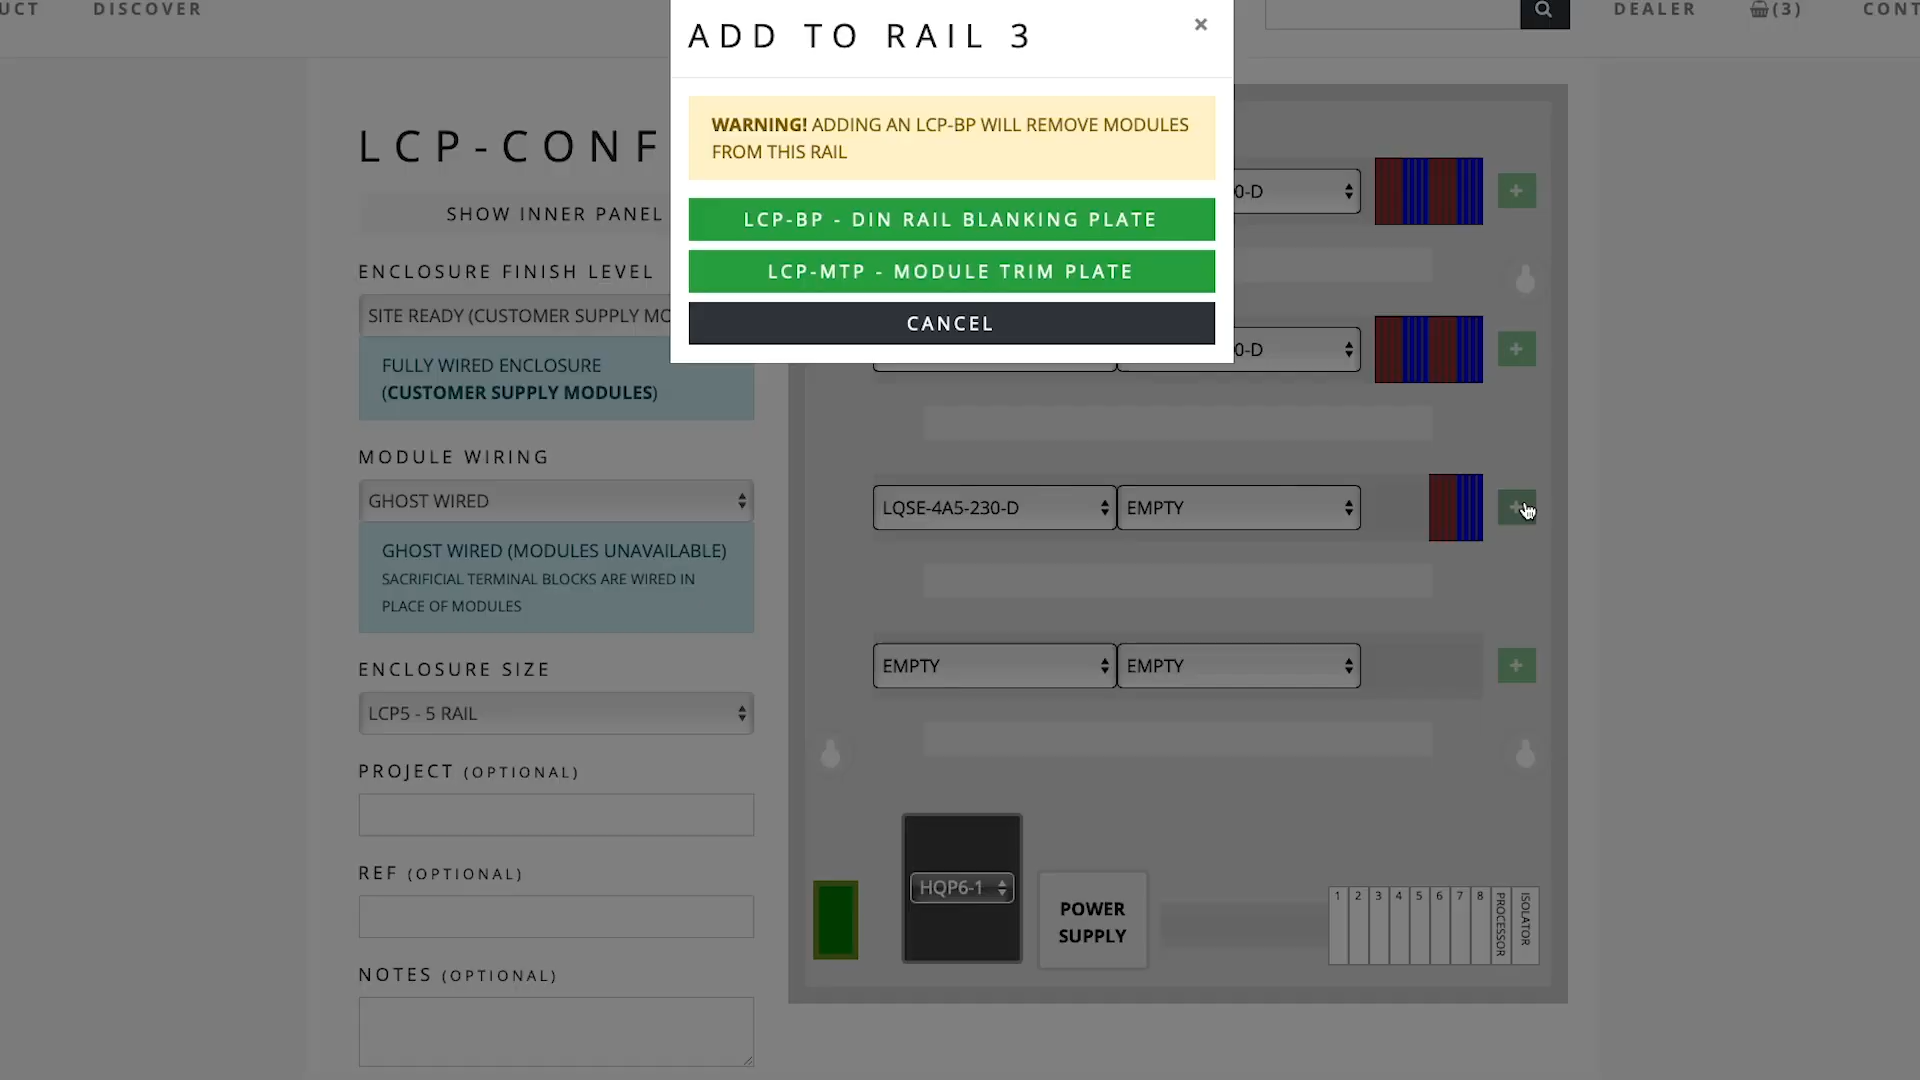 UCT
DISCOVER
DEALER
(3)
CONT
ADD TO RAIL 3
×
WARNING! ADDING AN LCP-BP WILL REMOVE MODULES
FROM THIS RAIL
LCP-BP - DIN RAIL BLANKING PLATE
LCP-MTP - MODULE TRIM PLATE
CANCEL
LCP-CONF
SHOW INNER PANEL
ENCLOSURE FINISH LEVEL
SITE READY (CUSTOMER SUPPLY MO
FULLY WIRED ENCLOSURE
(CUSTOMER SUPPLY MODULES)
MODULE WIRING
GHOST WIRED
GHOST WIRED (MODULES UNAVAILABLE)
SACRIFICIAL TERMINAL BLOCKS ARE WIRED IN
PLACE OF MODULES
ENCLOSURE SIZE
LCP5 - 5 RAIL
PROJECT (OPTIONAL)
REF (OPTIONAL)
NOTES (OPTIONAL)
0-D
+
0-D
+
LQSE-4A5-230-D
EMPTY
EMPTY
EMPTY
+
HQP6-1
POWER
SUPPLY
1 2 3 4 5 6 7 8
PROCESSOR
ISOLATOR